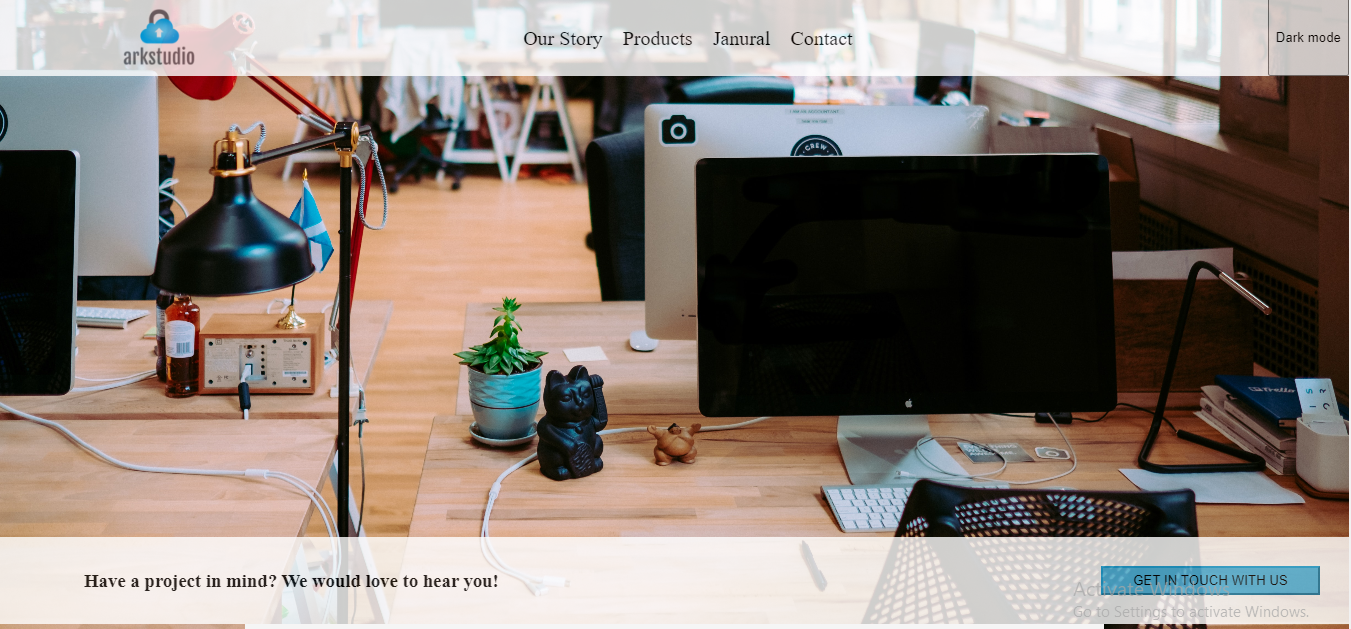 arkstudio
Our Story Products Janural Contact
Dark mode
CREW
Trello
Have a project in mind? We would love to hear you!
GET IN TOUCH WITH US
Activate Windows
Go to Settings to activate Windows.